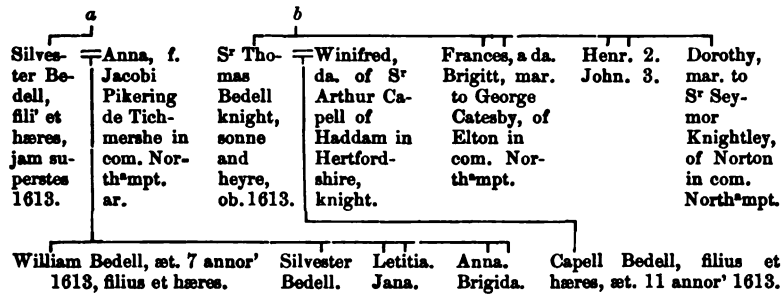 a
b
Silves-
ter Be-
dell,
fili' et
hæres,
jam su-
perstes
1613.
Anna, f.
Jacobi
Pikering
de Tich-
mershe in
com. Nor-
thᵃmpt.
ar.
Sʳ Tho-
mas
Bedell
knight,
sonne
and
heyre,
ob. 1613.
Winifred,
da. of Sʳ
Arthur Ca-
pell of
Haddam in
Hertford-
shire,
knight.
Frances, a da.
Brigitt, mar.
to George
Catesby, of
Elton in
com. Nor-
thᵃmpt.
Henr. 2.
John. 3.
Dorothy,
mar. to
Sʳ Sey-
mor
Knightley,
of Norton
in com.
Northᵃmpt.
William Bedell, æt. 7 annor'
1613, filius et hæres.
Silvester
Bedell.
Letitia.
Jana.
Anna.
Brigida.
Capell Bedell, filius et
hæres, æt. 11 annor' 1613.